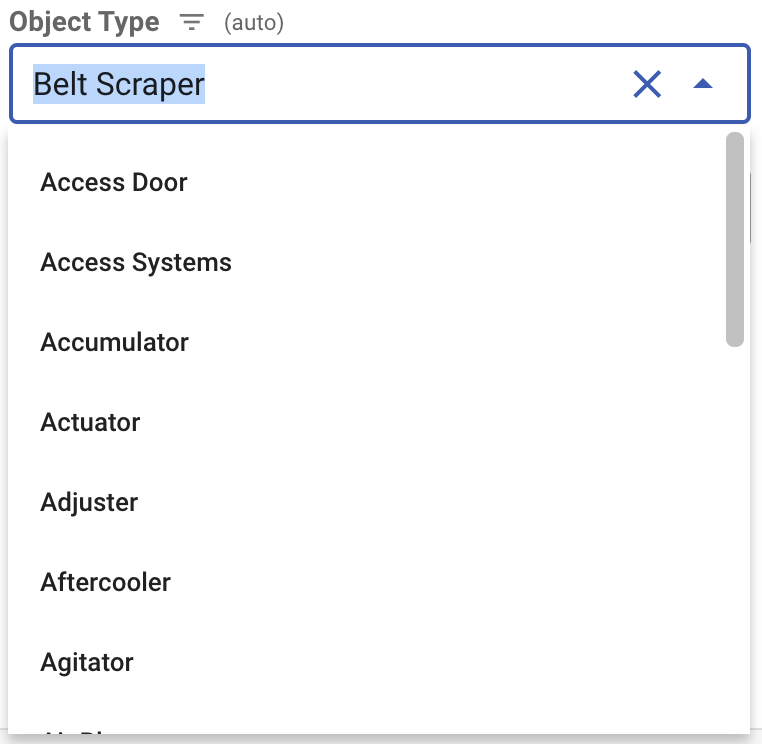 Object Type (auto)
Belt Scraper
Access Door
Access Systems
Accumulator
Actuator
Adjuster
Aftercooler
Agitator